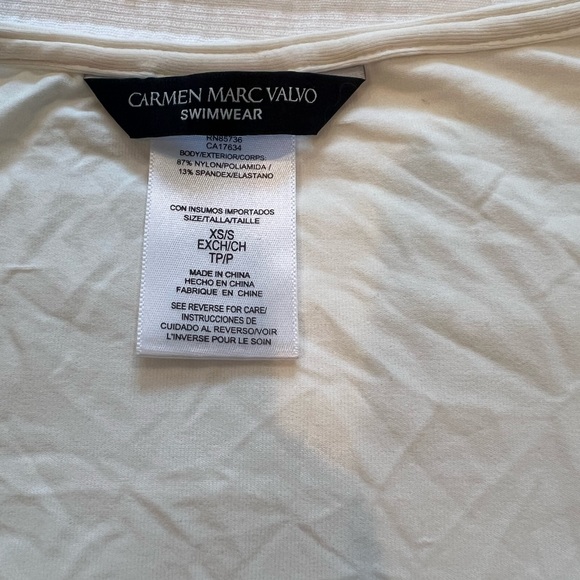 CARMEN MARC VALVO
SWIMWEAR
RN85736
CA17634
BODY/EXTERIOR/CORPS:
87% NYLON/POLIAMIDA /
13% SPANDEX/ELASTANO
CON INSUMOS IMPORTADOS
SIZE/TALLA/TAILLE
XS/S
EXCH/CH
TP/P
MADE IN CHINA
HECHO EN CHINA
FABRIQUE EN CHINE
SEE REVERSE FOR CARE/
INSTRUCCIONES DE
CUIDADO AL REVERSO/VOIR
L'INVERSE POUR LE SOIN